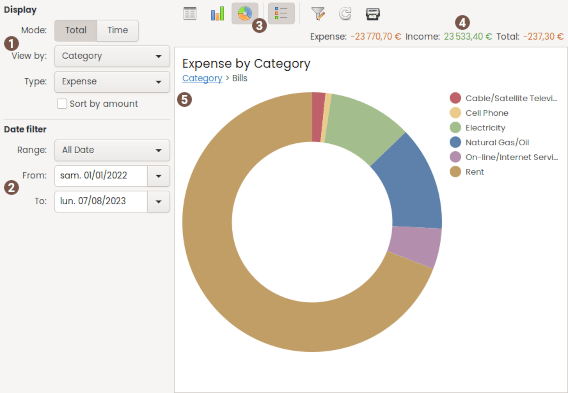 Display
Mode: Total Time
1
View by: Category
Type: Expense
Sort by amount
Date filter
Range: All Date
From: sam. 01/01/2022
2
To: lun. 07/08/2023
3
4
Expense: -23 770,70 € Income: 23 533,40 € Total: -237,30 €
Expense by Category
Category > Bills
5
Cable/Satellite Televi...
Cell Phone
Electricity
Natural Gas/Oil
On-line/Internet Servi...
Rent